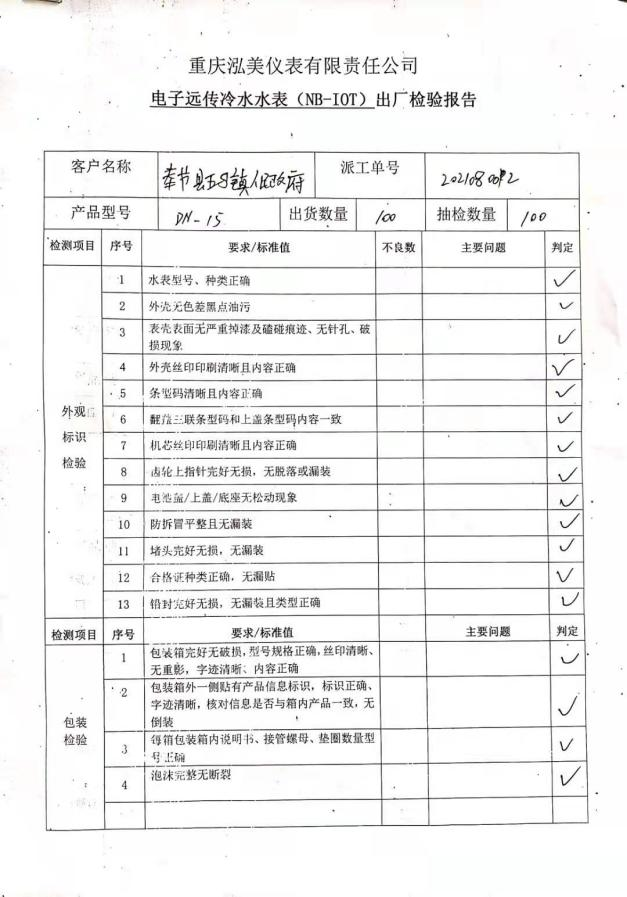 重庆泓美仪表有限责任公司
电子远传冷水水表（NB-IOT）出厂检验报告
客户名称 奉节县 镇人民政府 派工单号
产品型号 DN-15 出货数量 100 抽检数量 100
检测项目 序号 要求/标准值 不良数 主要问题 判定
外观
标识
检验
1 水表型号、种类正确 ✓
2 外壳无色差黑点油污 ✓
3 表壳表面无严重掉漆及磕碰痕迹、无针孔、破
损现象 ✓
4 外壳丝印印刷清晰且内容正确 ✓
5 条型码清晰且内容正确 ✓
6 翻盖三联条型码和上盖条型码内容一致 ✓
7 机芯丝印印刷清晰且内容正确 ✓
8 齿轮上指针完好无损，无脱落或漏装 ✓
9 电池盖/上盖/底座无松动现象 ✓
10 防拆冒平整且无漏装 ✓
11 堵头完好无损，无漏装 ✓
12 合格证种类正确，无漏贴 ✓
13 铅封完好无损，无漏装且类型正确 ✓
检测项目 序号 要求/标准值 主要问题 判定
包装
检验
1 包装箱完好无破损，型号规格正确，丝印清晰、
无重影，字迹清晰、内容正确 ✓
2 包装箱外一侧贴有产品信息标识，标识正确、
字迹清晰，核对信息是否与箱内产品一致，无
倒装 ✓
3 每箱包装箱内说明书、接管螺母、垫圈数量型
号正确 ✓
4 泡沫完整无断裂 ✓